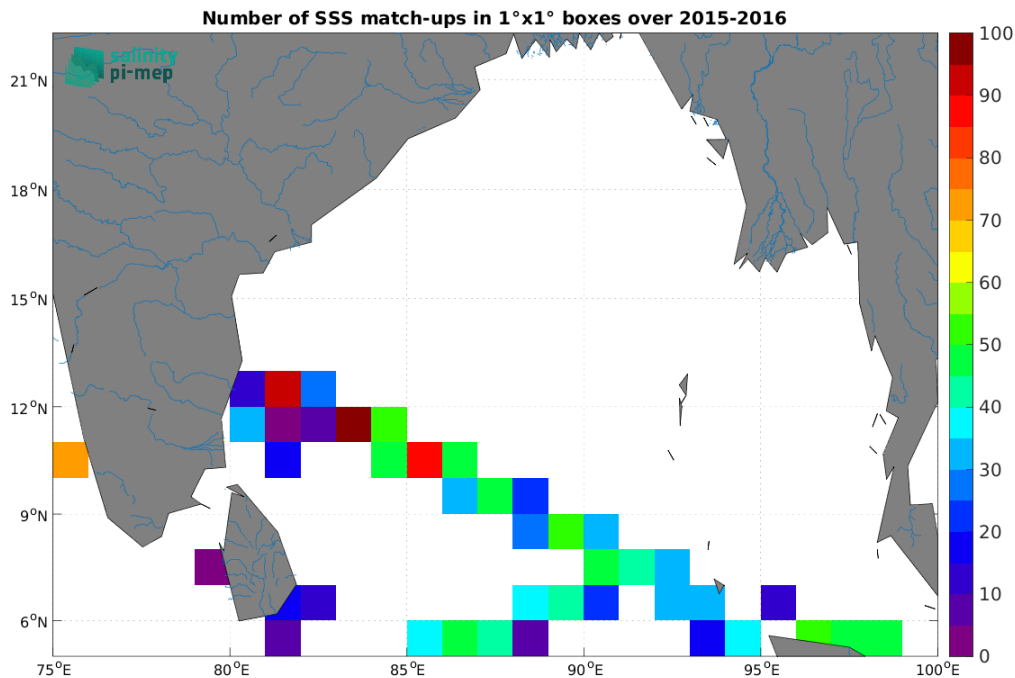 Number of SSS match-ups in 1°x1° boxes over 2015-2016
salinity
pi-mep
21°N
18°N
15°N
12°N
9°N
6°N
75°E 80°E 85°E 90°E 95°E 100°E
100
90
80
70
60
50
40
30
20
10
0